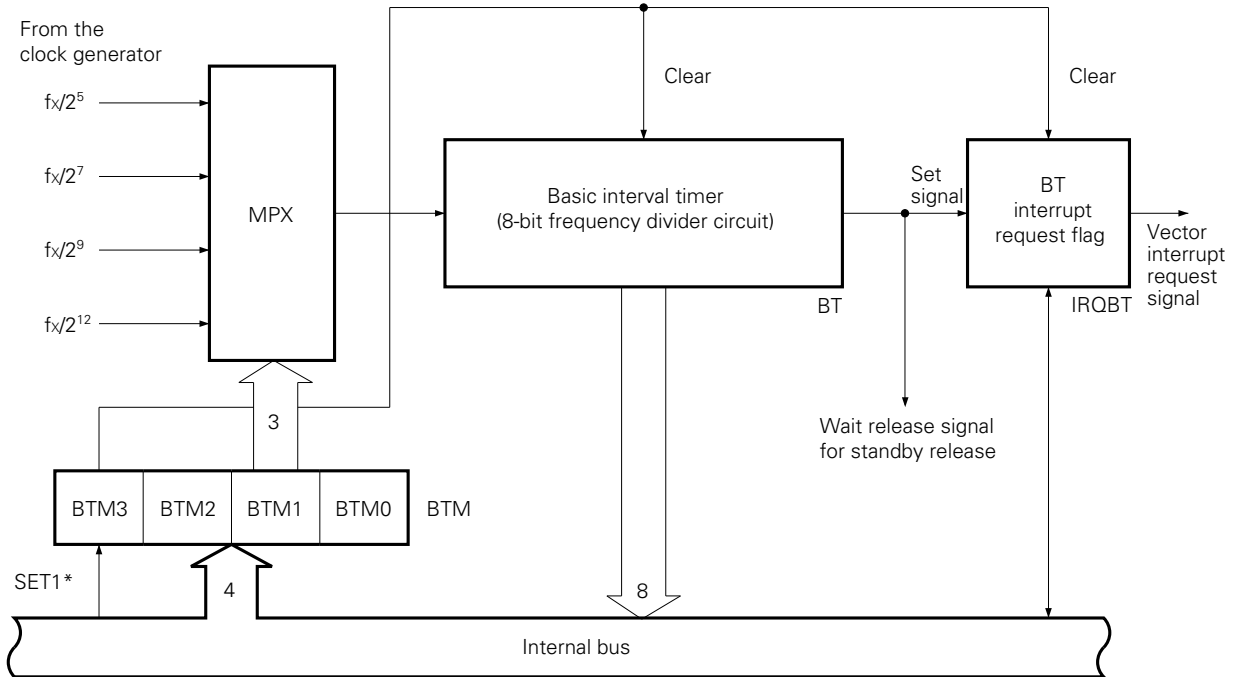 From the
clock generator
fX/2^5
fX/2^7
fX/2^9
fX/2^12
MPX
Clear
Clear
Basic interval timer
(8-bit frequency divider circuit)
BT
Set
signal
BT
interrupt
request flag
IRQBT
Vector
interrupt
request
signal
Wait release signal
for standby release
3
BTM3 BTM2 BTM1 BTM0 BTM
SET1*
4
8
Internal bus